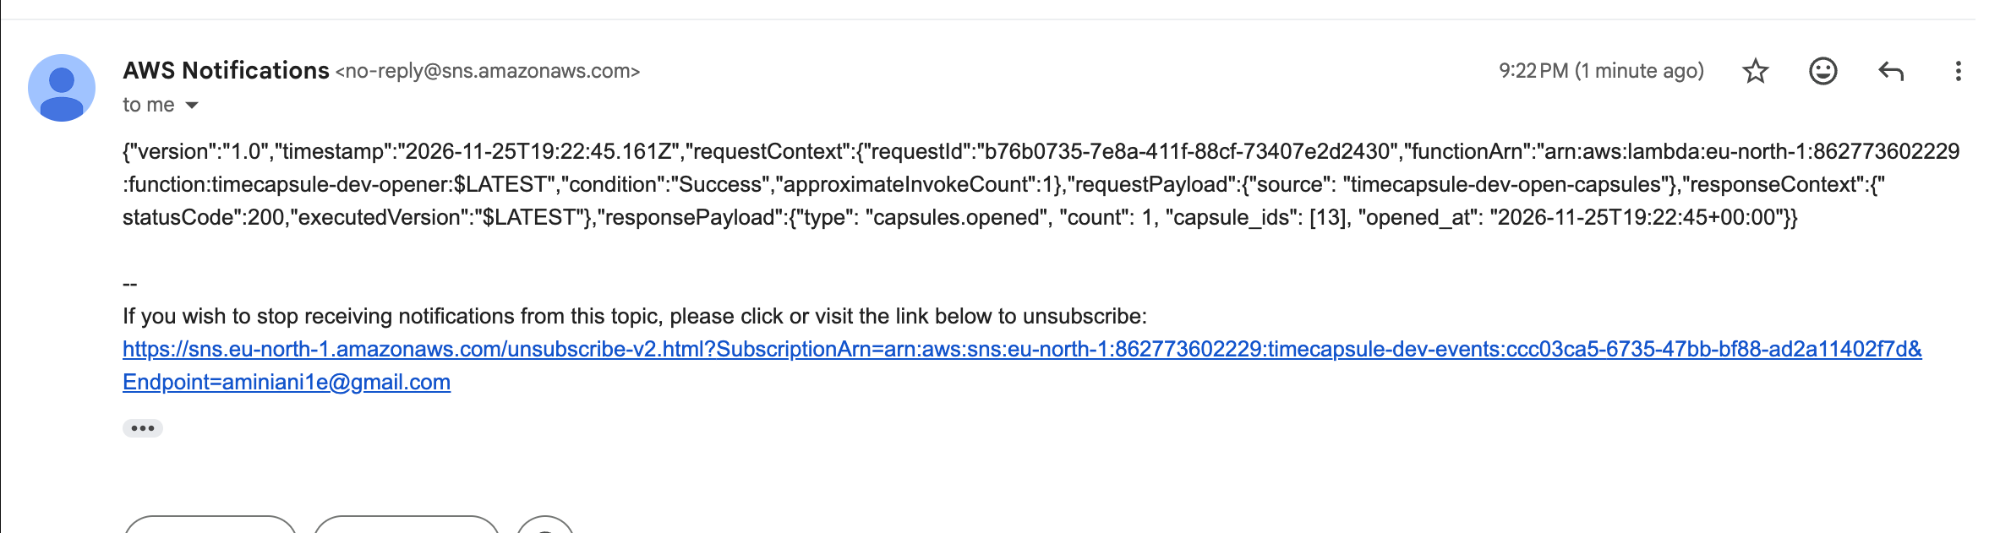 AWS Notifications <no-reply@sns.amazonaws.com>
9:22 PM (1 minute ago)
to me
{"version":"1.0","timestamp":"2026-11-25T19:22:45.161Z","requestContext":{"requestId":"b76b0735-7e8a-411f-88cf-73407e2d2430","functionArn":"arn:aws:lambda:eu-north-1:862773602229
:function:timecapsule-dev-opener:$LATEST","condition":"Success","approximateInvokeCount":1},"requestPayload":{"source": "timecapsule-dev-open-capsules"},"responseContext":{"
statusCode":200,"executedVersion":"$LATEST"},"responsePayload":{"type": "capsules.opened", "count": 1, "capsule_ids": [13], "opened_at": "2026-11-25T19:22:45+00:00"}}
--
If you wish to stop receiving notifications from this topic, please click or visit the link below to unsubscribe:
https://sns.eu-north-1.amazonaws.com/unsubscribe-v2.html?SubscriptionArn=arn:aws:sns:eu-north-1:862773602229:timecapsule-dev-events:ccc03ca5-6735-47bb-bf88-ad2a11402f7d&
Endpoint=aminiani1e@gmail.com